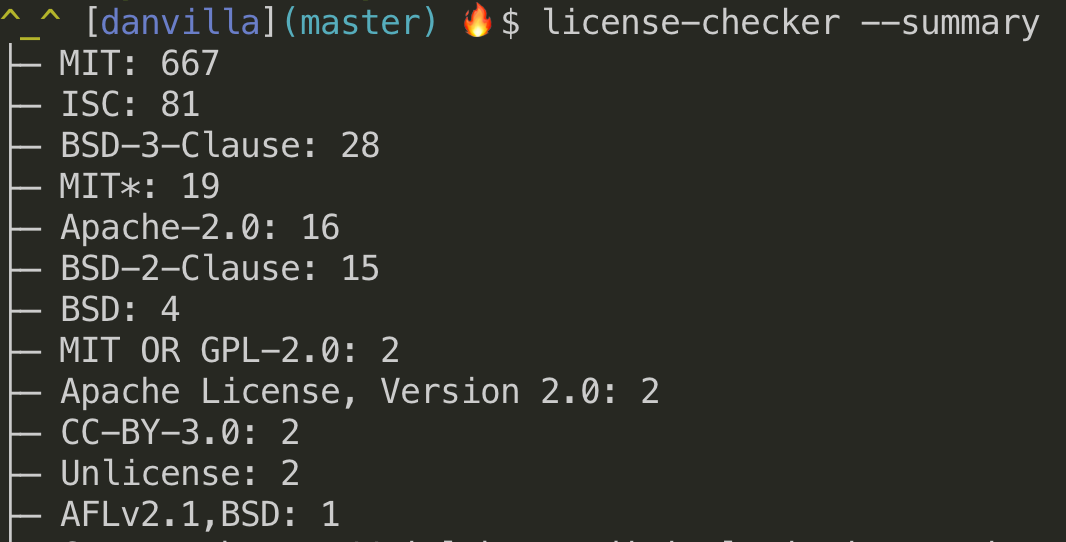 ^_^ [danvilla](master) 🔥$ license-checker --summary
├─ MIT: 667
├─ ISC: 81
├─ BSD-3-Clause: 28
├─ MIT*: 19
├─ Apache-2.0: 16
├─ BSD-2-Clause: 15
├─ BSD: 4
├─ MIT OR GPL-2.0: 2
├─ Apache License, Version 2.0: 2
├─ CC-BY-3.0: 2
├─ Unlicense: 2
├─ AFLv2.1,BSD: 1